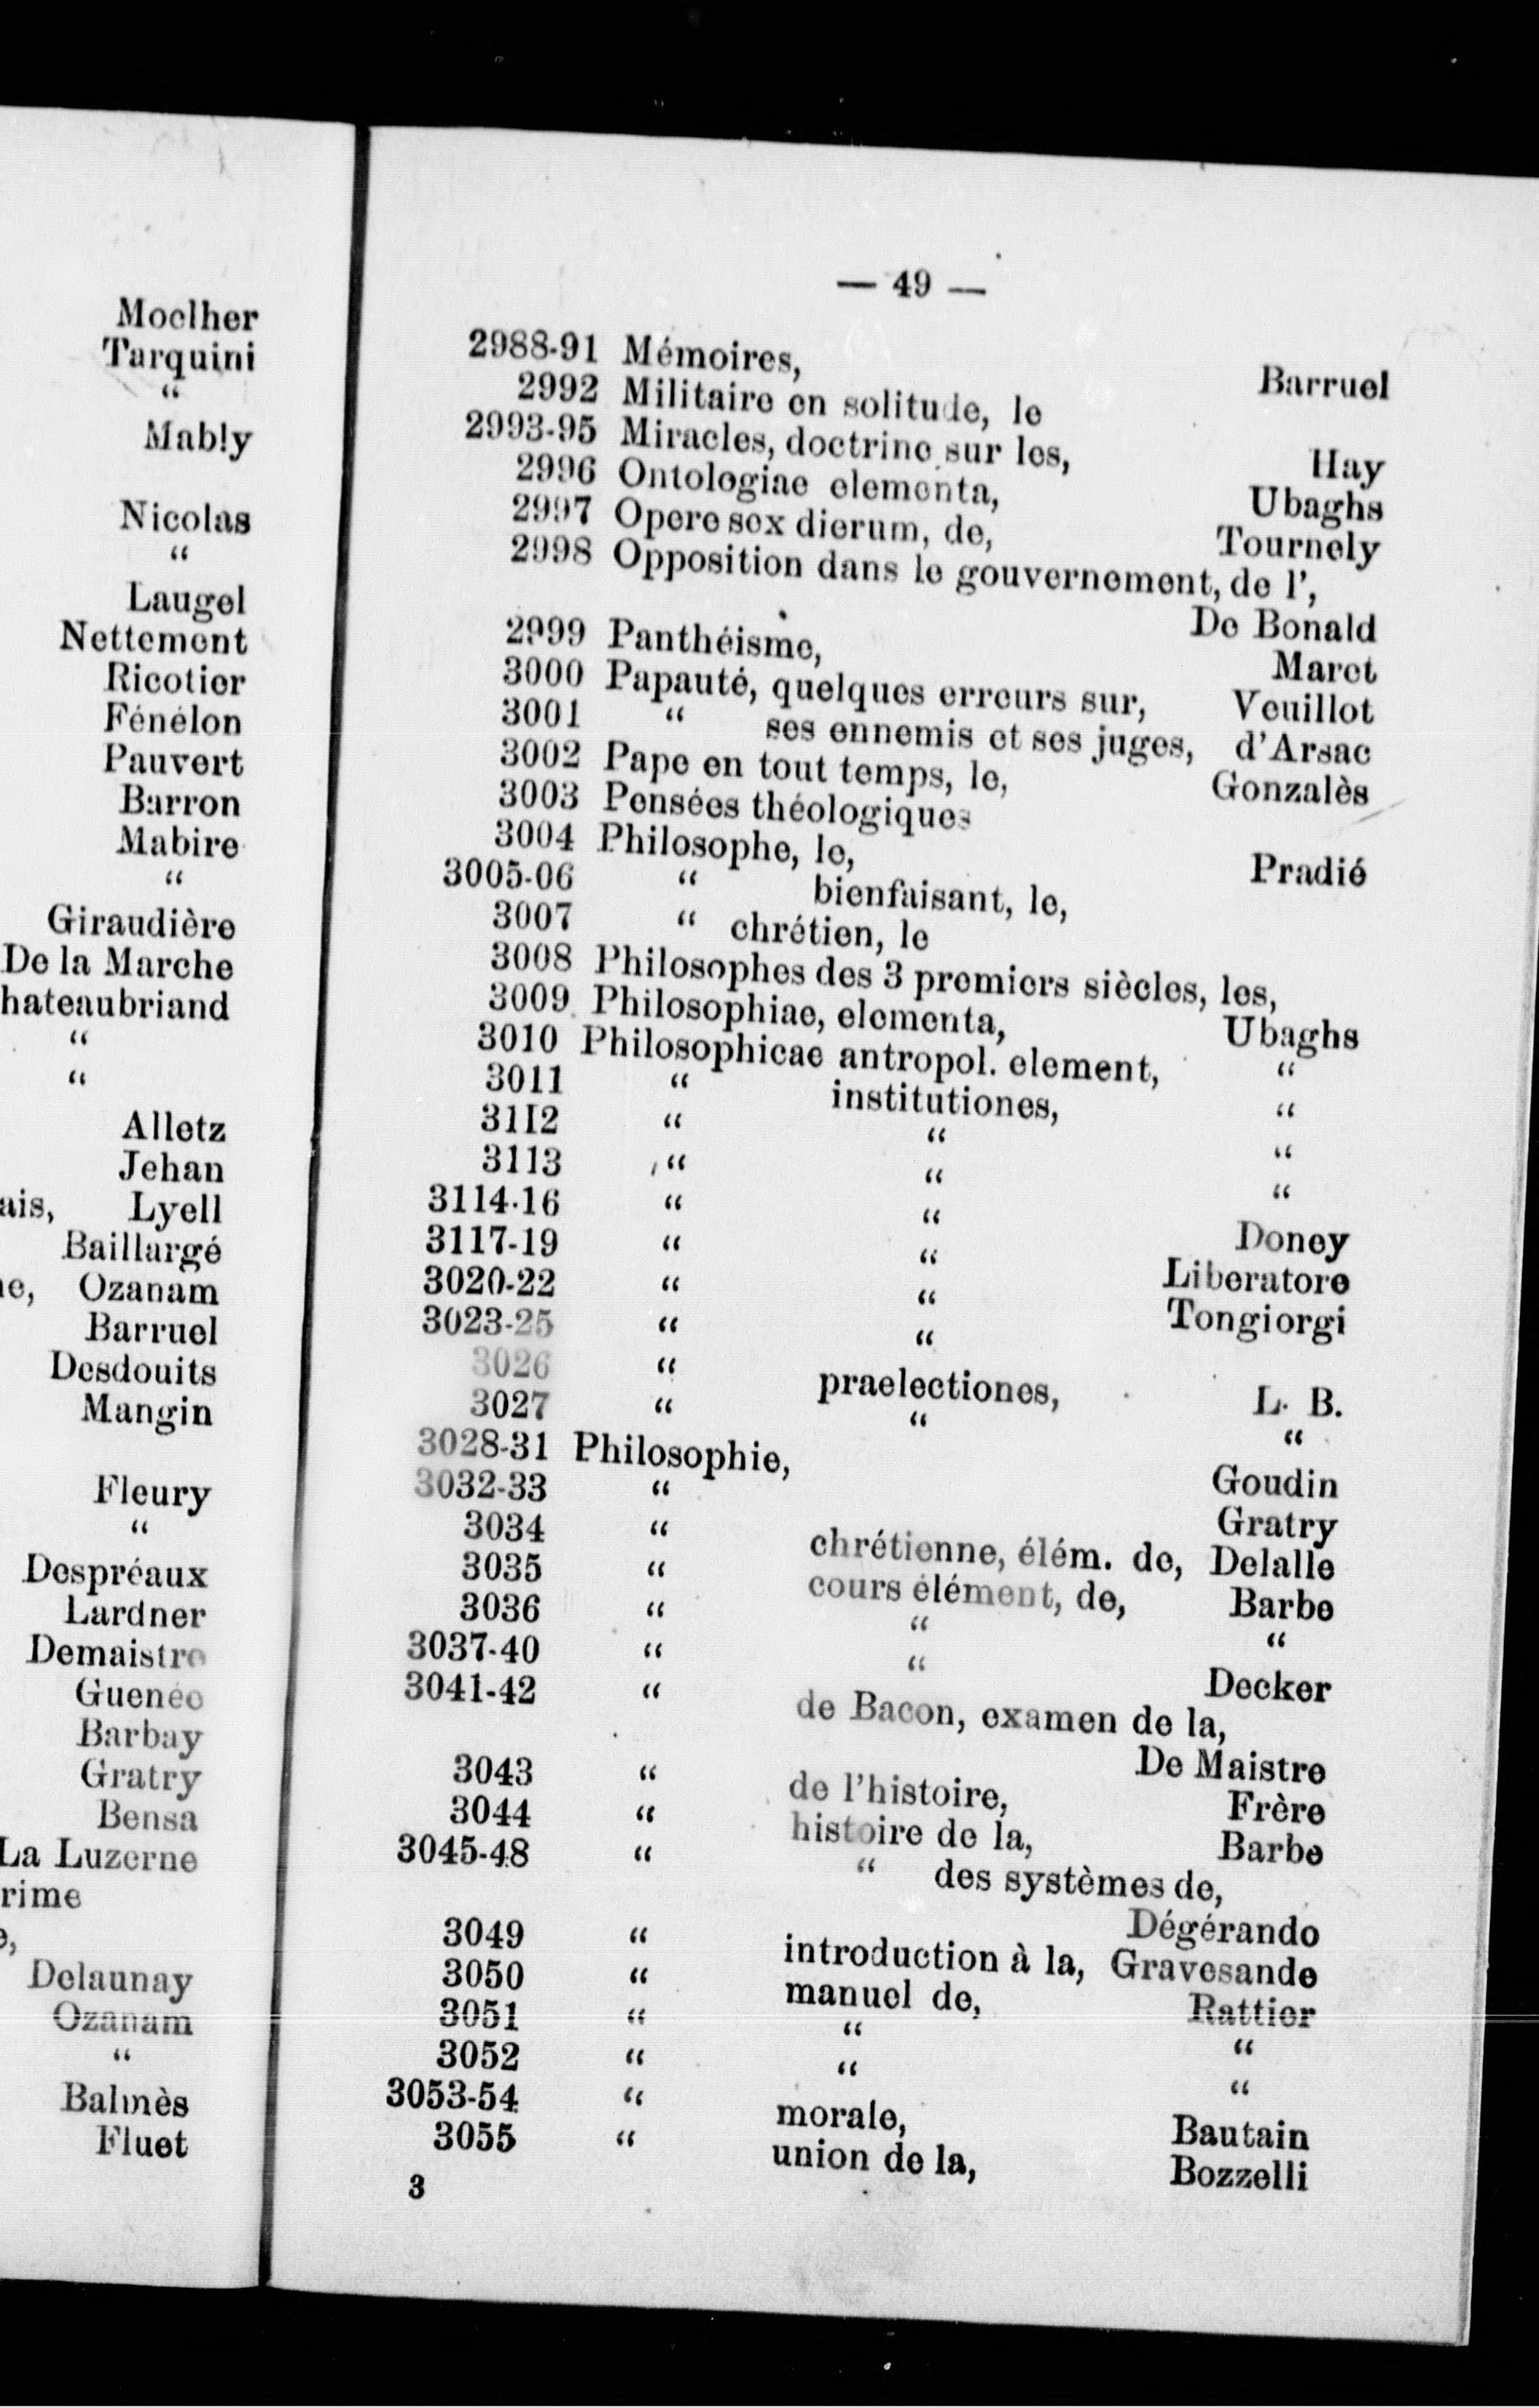 Moelher
Tarquini
“
Mably
Nicolas
“
Laugel
Nettement
Ricotier
Fénélon
Pauvert
Barron
Mabire
“
Giraudière
De la Marche
hateaubriand
“
“
Alletz
Jehan
ais, Lyell
Baillargé
ne, Ozanam
Barruel
Desdouits
Mangin
Fleury
“
Despréaux
Lardner
Demaistre
Guenée
Barbay
Gratry
Bensa
La Luzerne
rime
e,
Delaunay
Ozanam
“
Balmès
Fluet
— 49 —
2988-91 Mémoires, Barruel
2992 Militaire en solitude, le
2993-95 Miracles, doctrine sur les, Hay
2996 Ontologiae elementa, Ubaghs
2997 Opere sex dierum, de, Tournely
2998 Opposition dans le gouvernement, de l’,
De Bonald
2999 Panthéisme, Maret
3000 Papauté, quelques erreurs sur, Veuillot
3001 “ ses ennemis et ses juges, d’Arsac
3002 Pape en tout temps, le, Gonzalès
3003 Pensées théologiques
3004 Philosophe, le, Pradié
3005-06 “ bienfaisant, le,
3007 “ chrétien, le
3008 Philosophes des 3 premiers siècles, les,
3009 Philosophiae, elementa, Ubaghs
3010 Philosophicae antropol. element, “
3011 “ institutiones, “
3112 “ “ “
3113 “ “ “
3114-16 “ “ Doney
3117-19 “ “ Liberatore
3020-22 “ “ Tongiorgi
3023-25 “ “
3026 “ praelectiones, L. B.
3027 “ “ “
3028-31 Philosophie, Goudin
3032-33 “ Gratry
3034 “ chrétienne, élém. de, Delalle
3035 “ cours élément, de, Barbe
3036 “ “ “
3037-40 “ “ Decker
3041-42 “ de Bacon, examen de la,
De Maistre
3043 “ de l’histoire, Frère
3044 “ histoire de la, Barbe
3045-48 “ “ des systèmes de,
Dégérando
3049 “ introduction à la, Gravesande
3050 “ manuel de, Rattier
3051 “ “ “
3052 “ “ “
3053-54 “ morale, Bautain
3055 “ union de la, Bozzelli
3